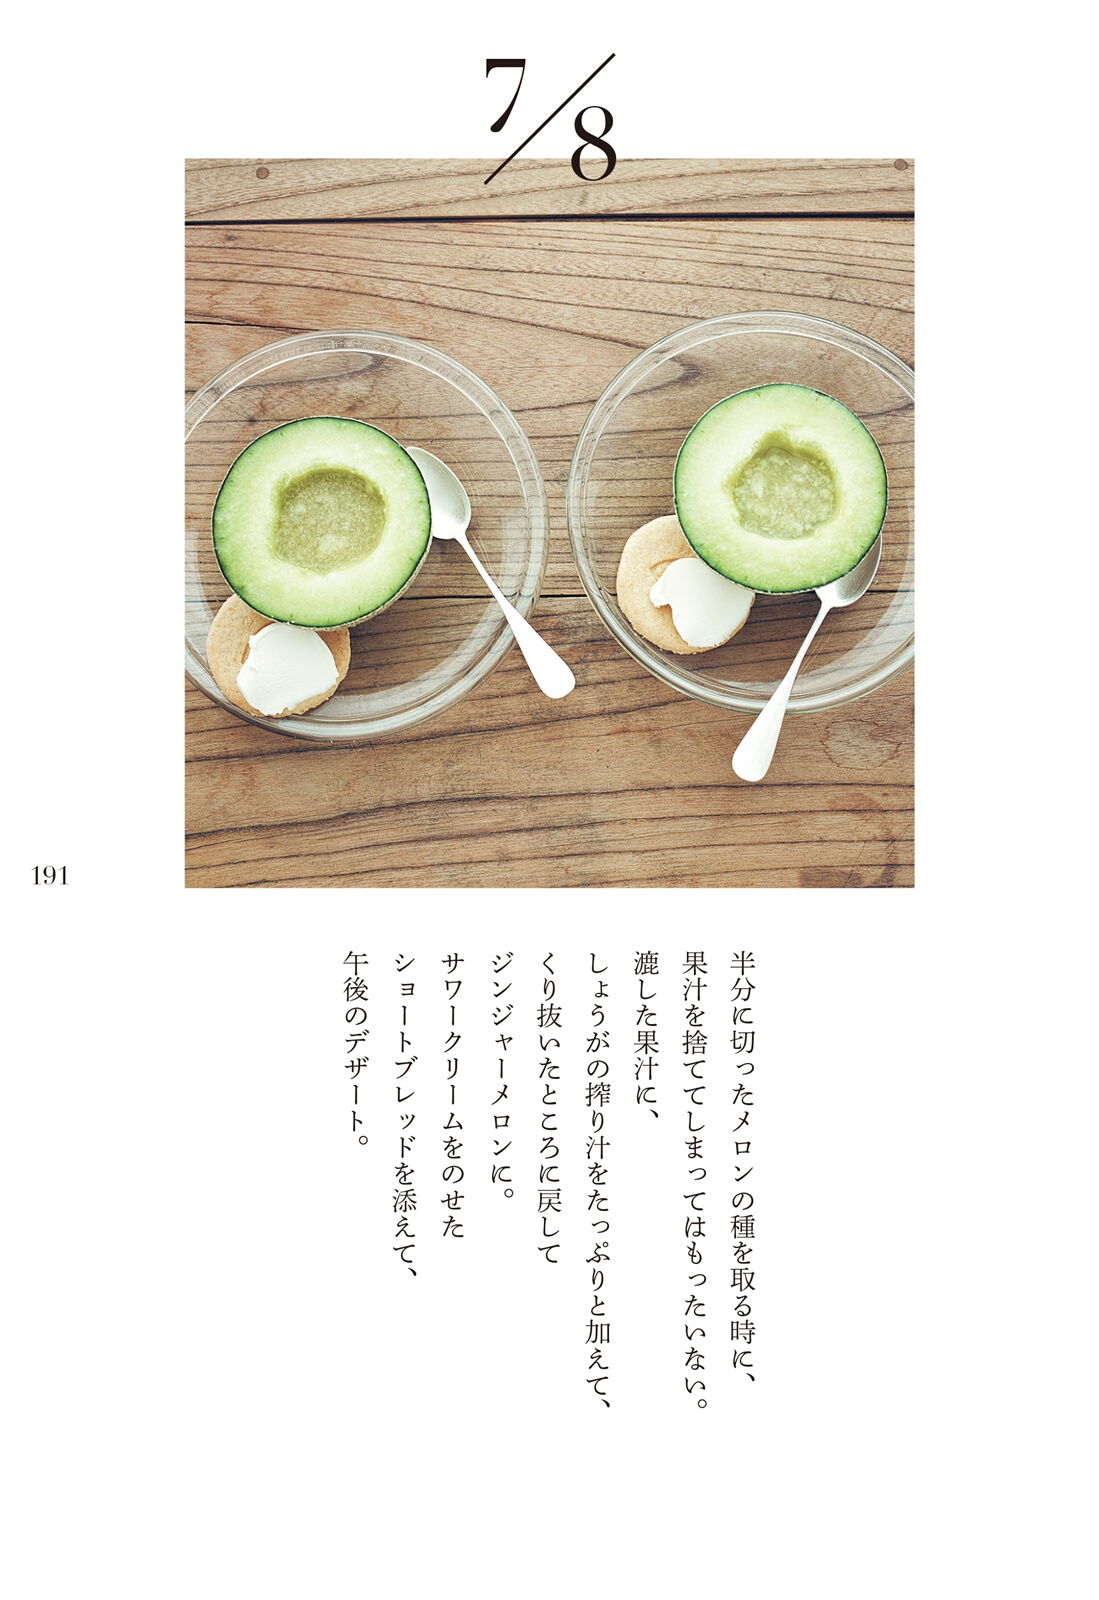 7/8
191
半分に切ったメロンの種を取る時に、
果汁を捨ててしまってはもったいない。
漉した果汁に、
しょうがの搾り汁をたっぷりと加えて、
くり抜いたところに戻して
ジンジャーメロンに。
サワークリームをのせた
ショートブレッドを添えて、
午後のデザート。